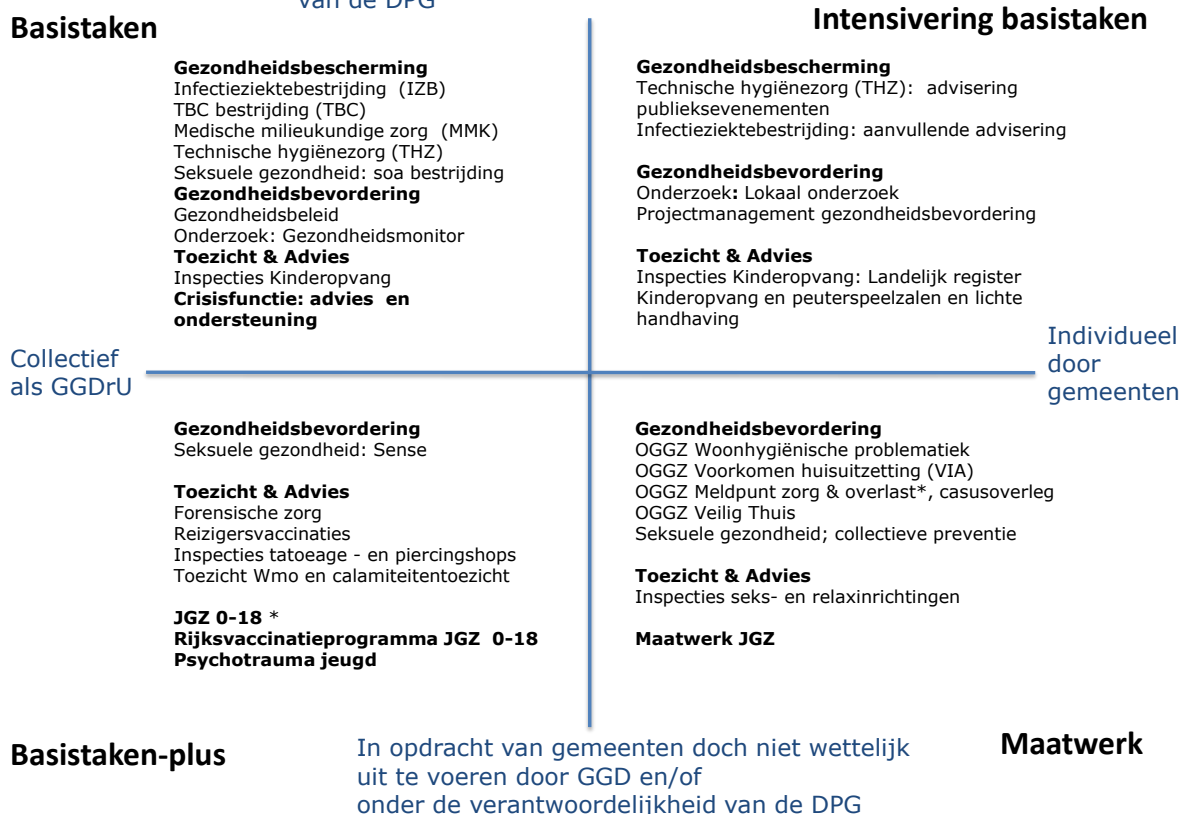 van de DPG
Basistaken
Intensivering basistaken
Gezondheidsbescherming
Infectieziektebestrijding (IZB)
TBC bestrijding (TBC)
Medische milieukundige zorg (MMK)
Technische hygiënezorg (THZ)
Seksuele gezondheid: soa bestrijding
Gezondheidsbevordering
Gezondheidsbeleid
Onderzoek: Gezondheidsmonitor
Toezicht & Advies
Inspecties Kinderopvang
Crisisfunctie: advies en
ondersteuning
Gezondheidsbescherming
Technische hygiënezorg (THZ): advisering
publieksevenementen
Infectieziektebestrijding: aanvullende advisering
Gezondheidsbevordering
Onderzoek: Lokaal onderzoek
Projectmanagement gezondheidsbevordering
Toezicht & Advies
Inspecties Kinderopvang: Landelijk register
Kinderopvang en peuterspeelzalen en lichte
handhaving
Collectief
als GGDrU
Individueel
door
gemeenten
Gezondheidsbevordering
Seksuele gezondheid: Sense
Toezicht & Advies
Forensische zorg
Reizigersvaccinaties
Inspecties tatoeage - en piercingshops
Toezicht Wmo en calamiteitentoezicht
JGZ 0-18 *
Rijksvaccinatieprogramma JGZ 0-18
Psychotrauma jeugd
Gezondheidsbevordering
OGGZ Woonhygiënische problematiek
OGGZ Voorkomen huisuitzetting (VIA)
OGGZ Meldpunt zorg & overlast*, casusoverleg
OGGZ Veilig Thuis
Seksuele gezondheid; collectieve preventie
Toezicht & Advies
Inspecties seks- en relaxinrichtingen
Maatwerk JGZ
Basistaken-plus
In opdracht van gemeenten doch niet wettelijk
uit te voeren door GGD en/of
onder de verantwoordelijkheid van de DPG
Maatwerk